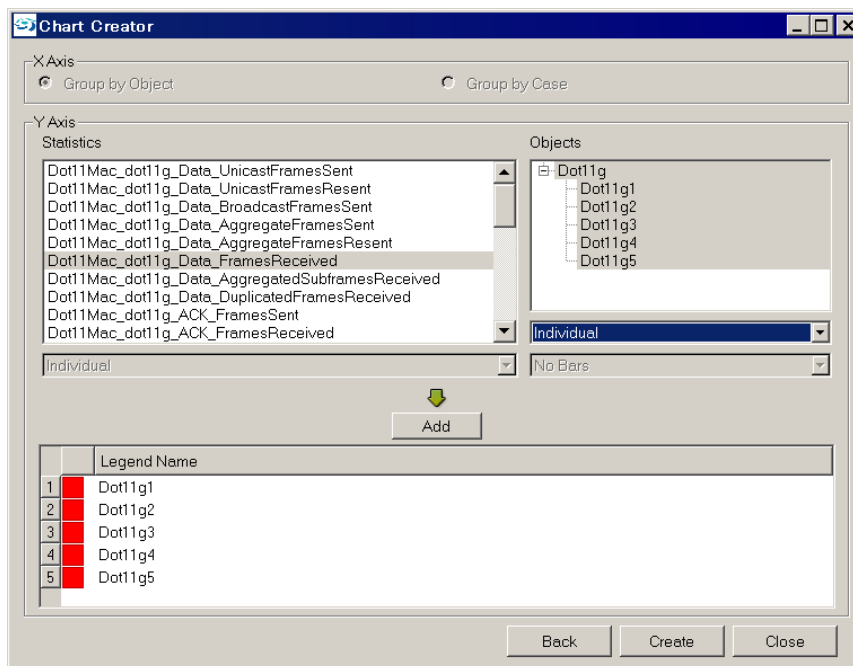 Chart Creator
X Axis
Group by Object
Group by Case
Y Axis
Statistics
Objects
Dot11Mac_dot11g_Data_UnicastFramesSent
Dot11Mac_dot11g_Data_UnicastFramesResent
Dot11Mac_dot11g_Data_BroadcastFramesSent
Dot11Mac_dot11g_Data_AggregateFramesSent
Dot11Mac_dot11g_Data_AggregateFramesResent
Dot11Mac_dot11g_Data_FramesReceived
Dot11Mac_dot11g_Data_AggregatedSubframesReceived
Dot11Mac_dot11g_Data_DuplicatedFramesReceived
Dot11Mac_dot11g_ACK_FramesSent
Dot11Mac_dot11g_ACK_FramesReceived
Dot11g
Dot11g1
Dot11g2
Dot11g3
Dot11g4
Dot11g5
Individual
Individual
No Bars
Add
Legend Name
1 Dot11g1
2 Dot11g2
3 Dot11g3
4 Dot11g4
5 Dot11g5
Back
Create
Close